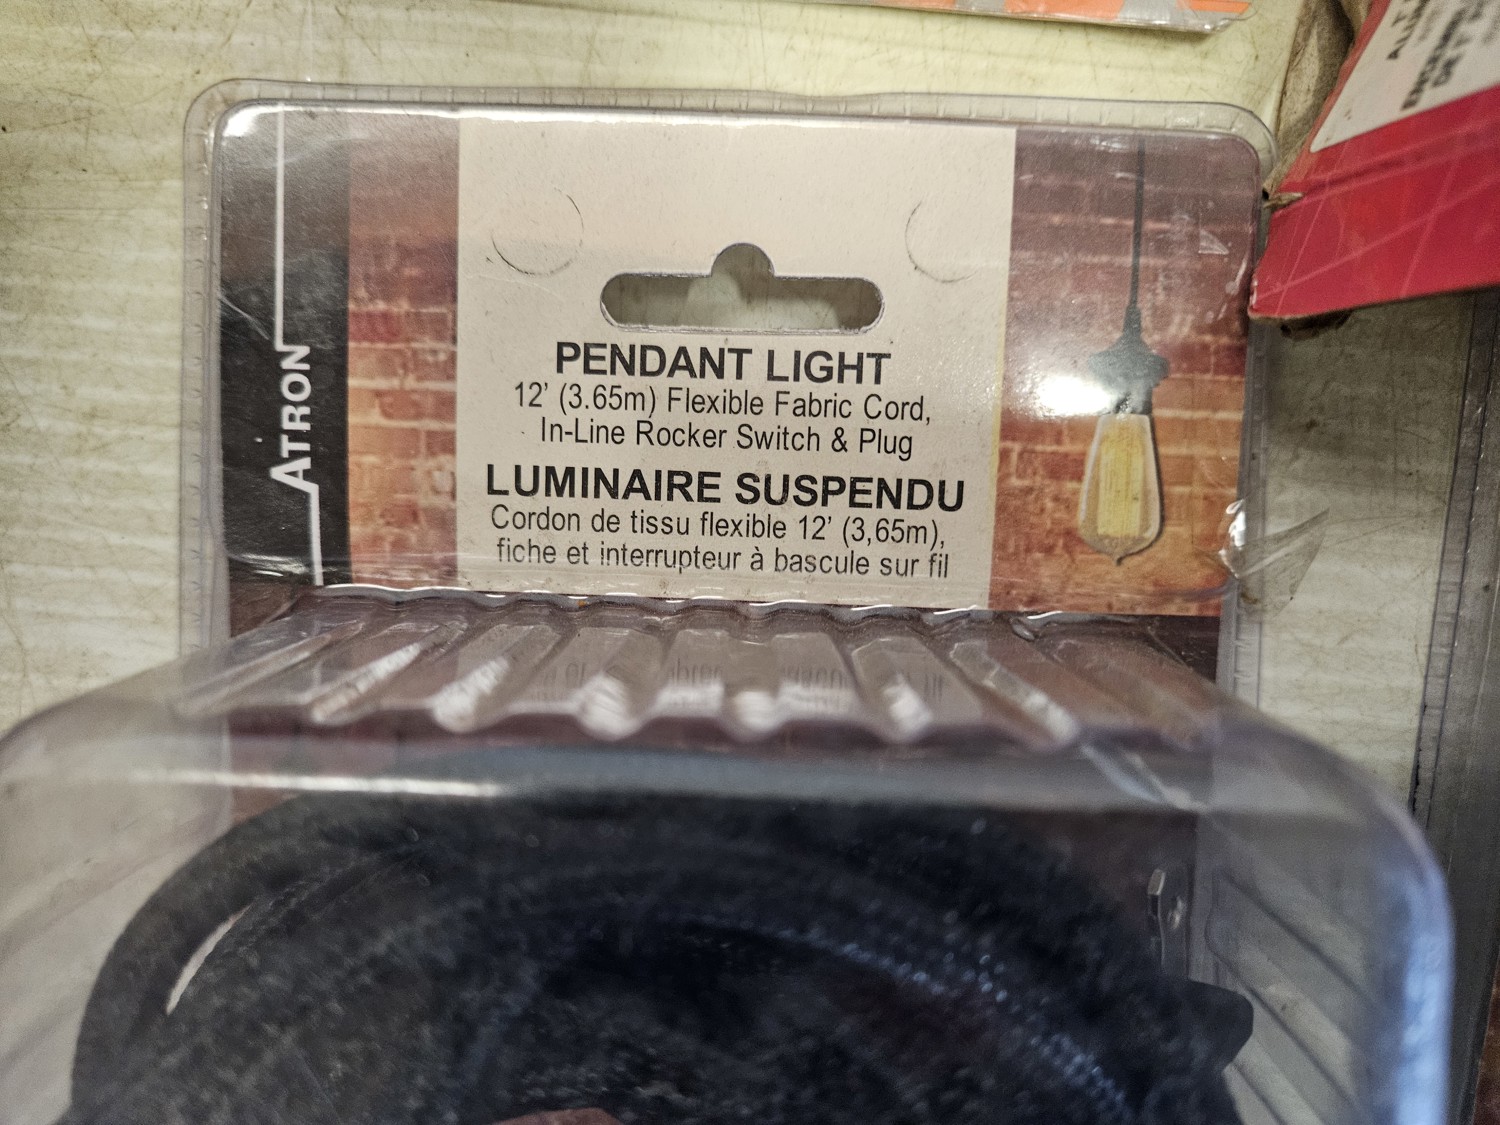 ATRON
PENDANT LIGHT
12' (3.65m) Flexible Fabric Cord,
In-Line Rocker Switch & Plug
LUMINAIRE SUSPENDU
Cordon de tissu flexible 12' (3,65m),
fiche et interrupteur à bascule sur fil